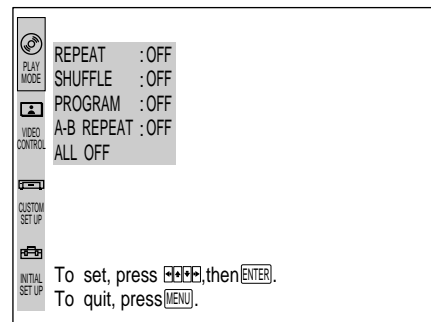 PLAY
MODE
REPEAT :OFF
SHUFFLE :OFF
PROGRAM :OFF
A-B REPEAT :OFF
ALL OFF
VIDEO
CONTROL
CUSTOM
SET UP
INITIAL
SET UP
To set, press ←↑↓→,then ENTER.
To quit, press MENU.